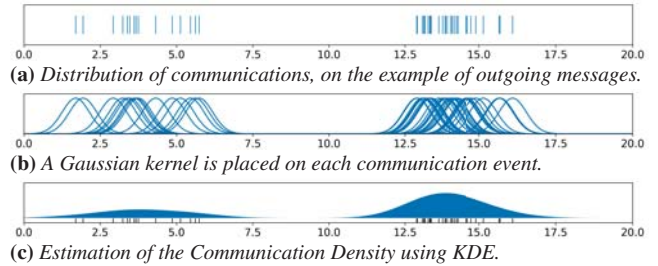 0.0 2.5 5.0 7.5 10.0 12.5 15.0 17.5 20.0
(a) Distribution of communications, on the example of outgoing messages.
0.0 2.5 5.0 7.5 10.0 12.5 15.0 17.5 20.0
(b) A Gaussian kernel is placed on each communication event.
0.0 2.5 5.0 7.5 10.0 12.5 15.0 17.5 20.0
(c) Estimation of the Communication Density using KDE.